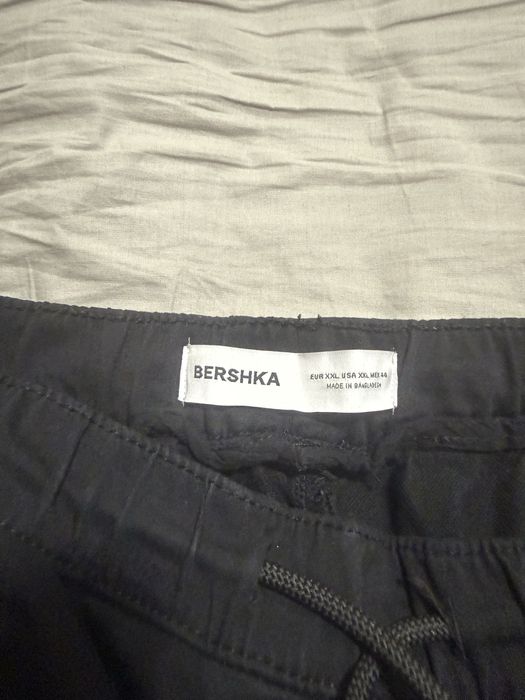 BERSHKA
EUR XXL USA XXL MEX 44
MADE IN BANGLADESH